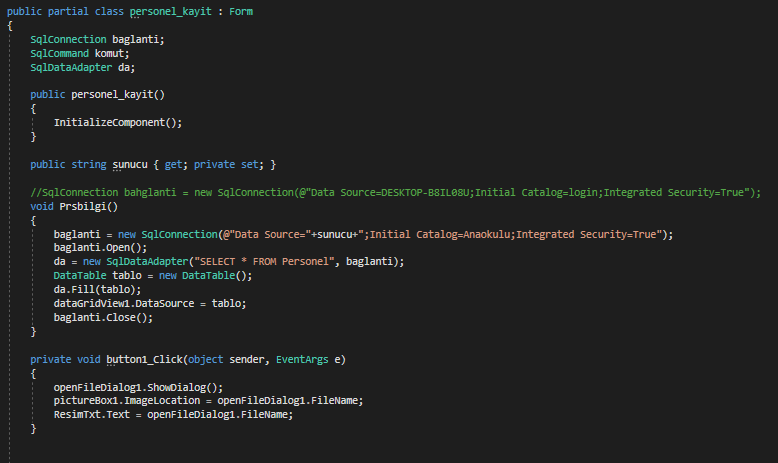 public partial class personel_kayit : Form
{
SqlConnection baglanti;
SqlCommand komut;
SqlDataAdapter da;
public personel_kayit()
{
InitializeComponent();
}
public string sunucu { get; private set; }
//SqlConnection bahglanti = new SqlConnection(@"Data Source=DESKTOP-B8IL08U;Initial Catalog=login;Integrated Security=True");
void Prsbilgi()
{
baglanti = new SqlConnection(@"Data Source="+sunucu+";Initial Catalog=Anaokulu;Integrated Security=True");
baglanti.Open();
da = new SqlDataAdapter("SELECT * FROM Personel", baglanti);
DataTable tablo = new DataTable();
da.Fill(tablo);
dataGridView1.DataSource = tablo;
baglanti.Close();
}
private void button1_Click(object sender, EventArgs e)
{
openFileDialog1.ShowDialog();
pictureBox1.ImageLocation = openFileDialog1.FileName;
ResimTxt.Text = openFileDialog1.FileName;
}